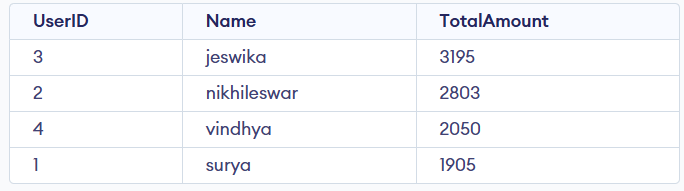 UserID Name TotalAmount
3 jeswika 3195
2 nikhileswar 2803
4 vindhya 2050
1 surya 1905